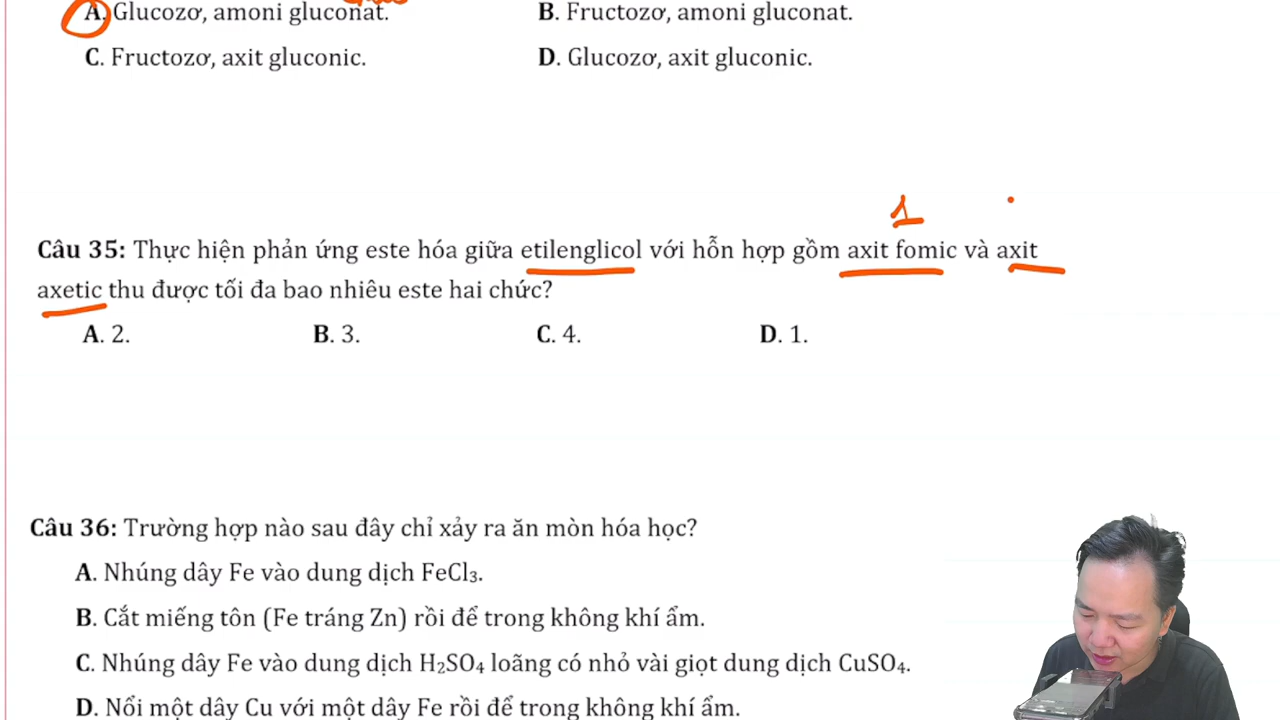 A. Glucozơ, amoni gluconat. B. Fructozơ, amoni gluconat.
C. Fructozơ, axit gluconic. D. Glucozơ, axit gluconic.
1
Câu 35: Thực hiện phản ứng este hóa giữa etilenglicol với hỗn hợp gồm axit fomic và axit
axetic thu được tối đa bao nhiêu este hai chức?
A. 2. B. 3. C. 4. D. 1.
Câu 36: Trường hợp nào sau đây chỉ xảy ra ăn mòn hóa học?
A. Nhúng dây Fe vào dung dịch FeCl₃.
B. Cắt miếng tôn (Fe tráng Zn) rồi để trong không khí ẩm.
C. Nhúng dây Fe vào dung dịch H₂SO₄ loãng có nhỏ vài giọt dung dịch CuSO₄.
D. Nổi một dây Cu với một dây Fe rồi để trong không khí ẩm.